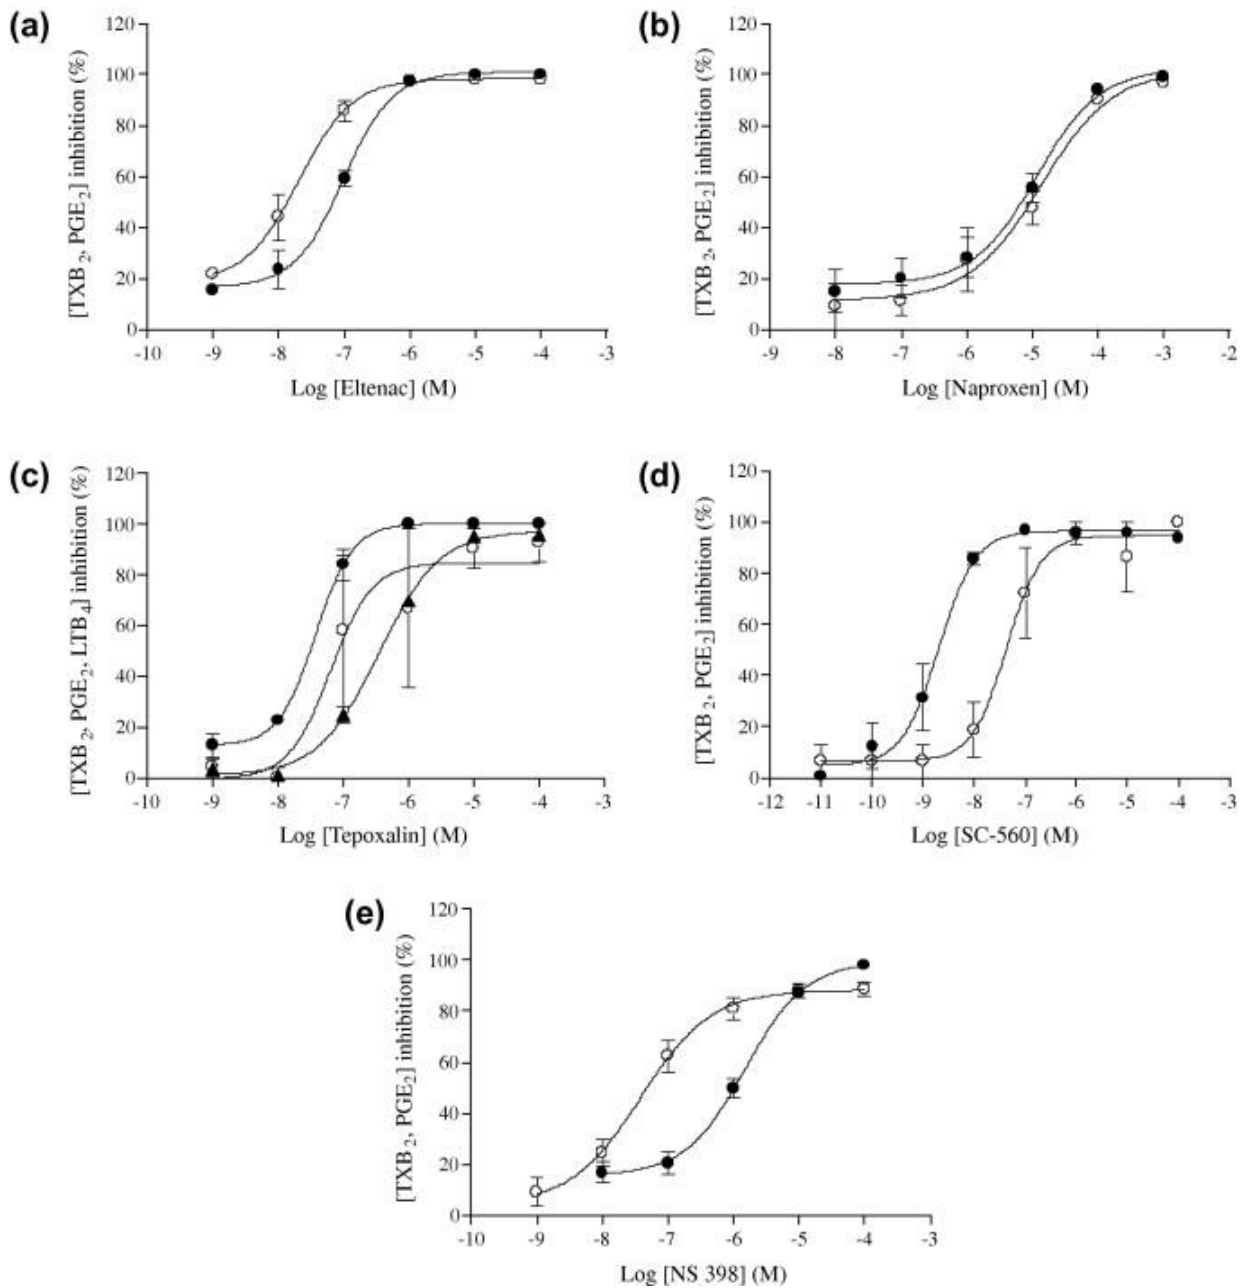 (a)
[TXB2, PGE2] inhibition (%)
120
100
80
60
40
20
0
-10 -9 -8 -7 -6 -5 -4 -3
Log [Eltenac] (M)
(b)
[TXB2, PGE2] inhibition (%)
120
100
80
60
40
20
0
-9 -8 -7 -6 -5 -4 -3 -2
Log [Naproxen] (M)
(c)
[TXB2, PGE2, LTB4] inhibition (%)
120
100
80
60
40
20
0
-10 -9 -8 -7 -6 -5 -4 -3
Log [Tepoxalin] (M)
(d)
[TXB2, PGE2] inhibition (%)
120
100
80
60
40
20
0
-12 -11 -10 -9 -8 -7 -6 -5 -4 -3
Log [SC-560] (M)
(e)
[TXB2, PGE2] inhibition (%)
120
100
80
60
40
20
0
-10 -9 -8 -7 -6 -5 -4 -3
Log [NS 398] (M)